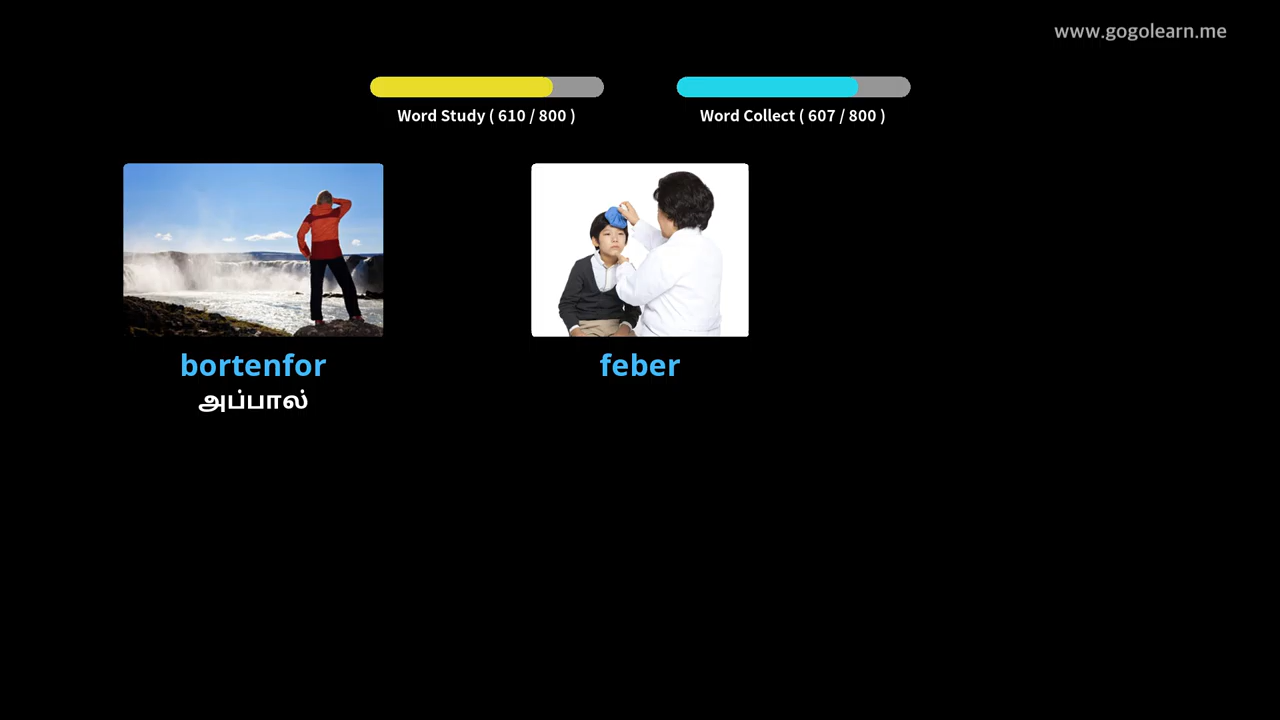 www.gogolearn.me
Word Study ( 610 / 800 )
Word Collect ( 607 / 800 )
bortenfor
அப்பால்
feber